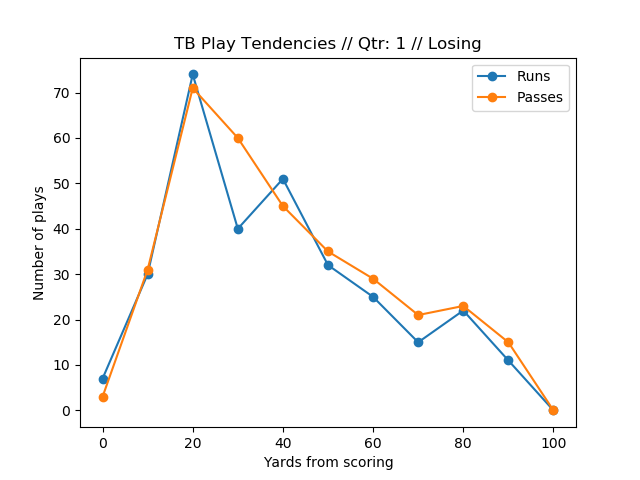 TB Play Tendencies // Qtr: 1 // Losing
Runs
Passes
Number of plays
70
60
50
40
30
20
10
0
0 20 40 60 80 100
Yards from scoring